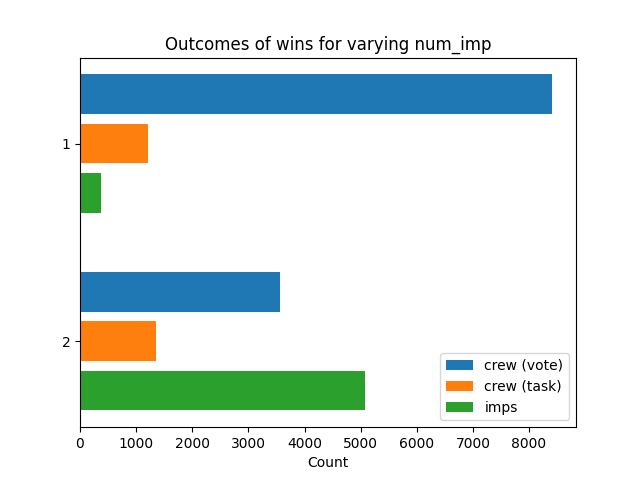 Outcomes of wins for varying num_imp
1
2
crew (vote)
crew (task)
imps
0 1000 2000 3000 4000 5000 6000 7000 8000
Count